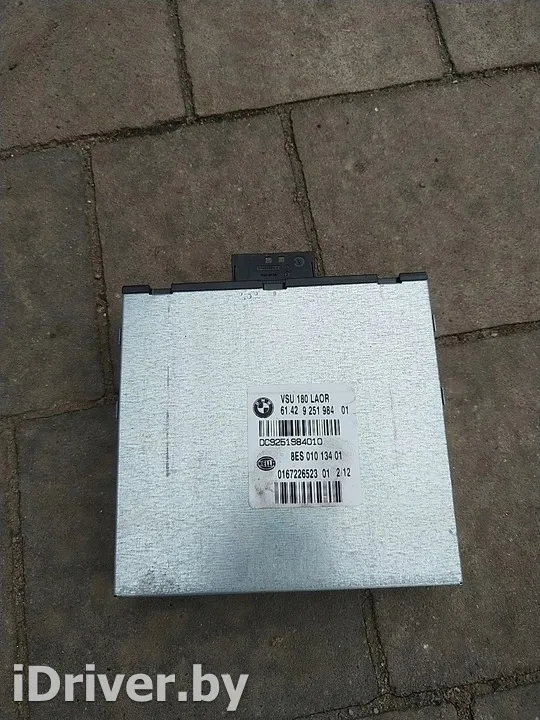 VSU 180 LAOR
61.42 9 251 984 01
DC9251984010
8ES 010 134 01
HELLA
0167226523 01 2 12
iDriver.by